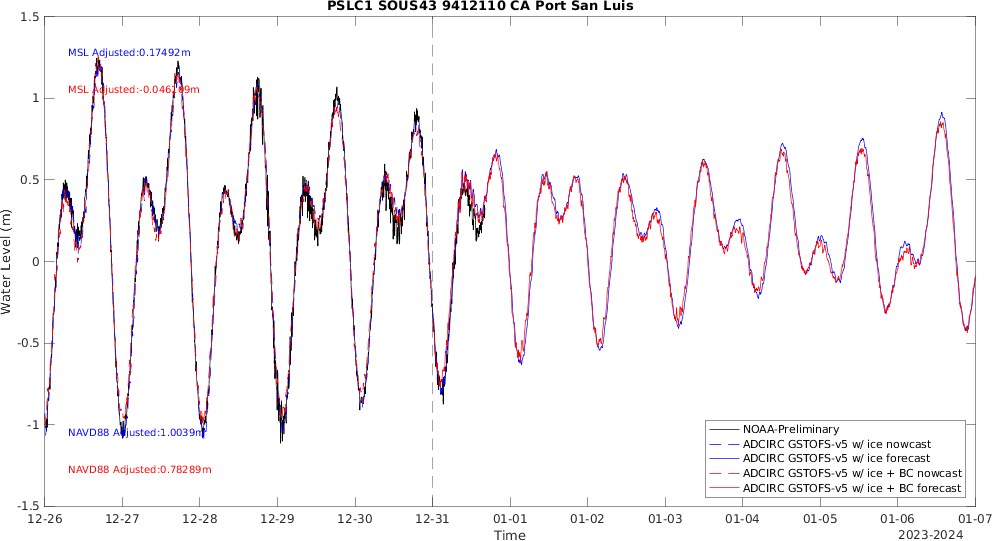 PSLC1 SOUS43 9412110 CA Port San Luis
1.5
1
0.5
0
-0.5
-1
-1.5
Water Level (m)
MSL Adjusted:0.17492m
NAVD88 Adjusted:1.0039m
NAVD88 Adjusted:0.78289m
NOAA-Preliminary
ADCIRC GSTOFS-v5 w/ ice nowcast
ADCIRC GSTOFS-v5 w/ ice forecast
ADCIRC GSTOFS-v5 w/ ice + BC nowcast
ADCIRC GSTOFS-v5 w/ ice + BC forecast
12-26 12-27 12-28 12-29 12-30 12-31 01-01 01-02 01-03 01-04 01-05 01-06 01-07
Time
2023-2024